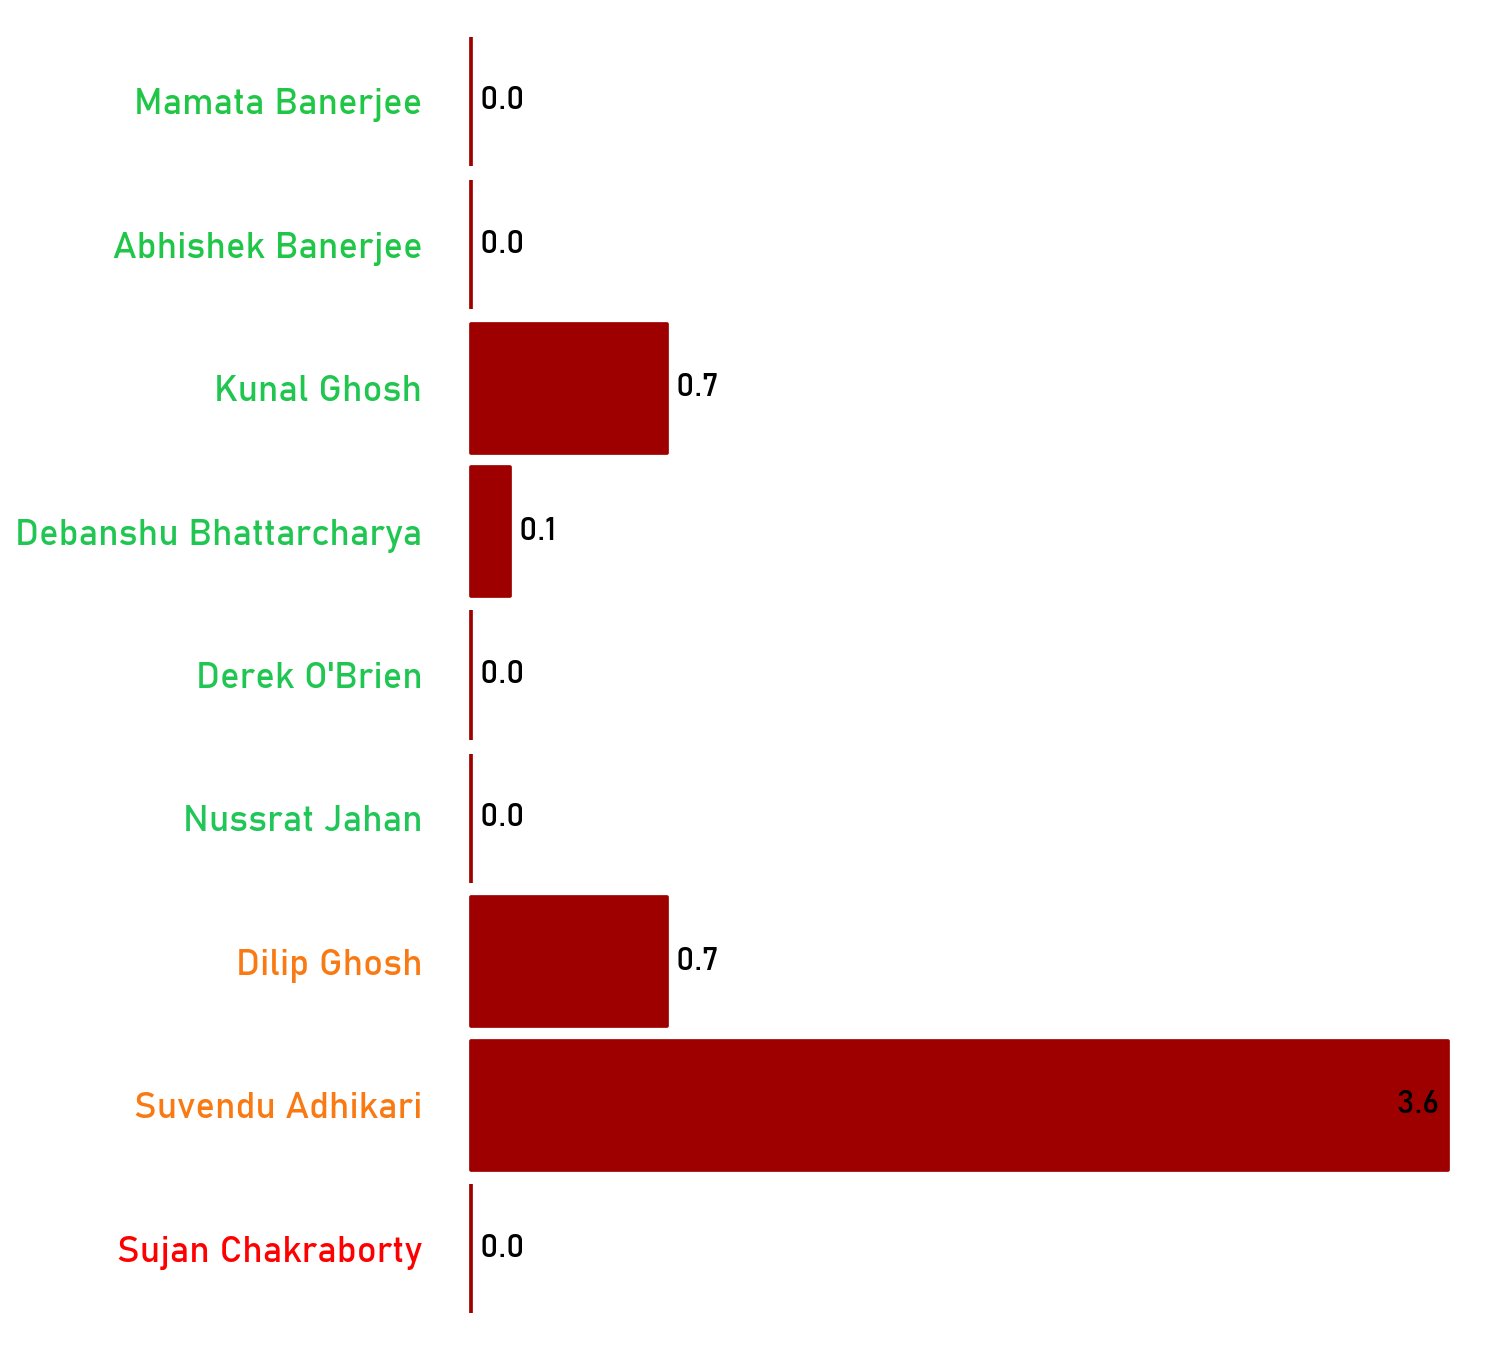 Mamata Banerjee 0.0
Abhishek Banerjee 0.0
Kunal Ghosh 0.7
Debanshu Bhattarcharya 0.1
Derek O'Brien 0.0
Nussrat Jahan 0.0
Dilip Ghosh 0.7
Suvendu Adhikari 3.6
Sujan Chakraborty 0.0